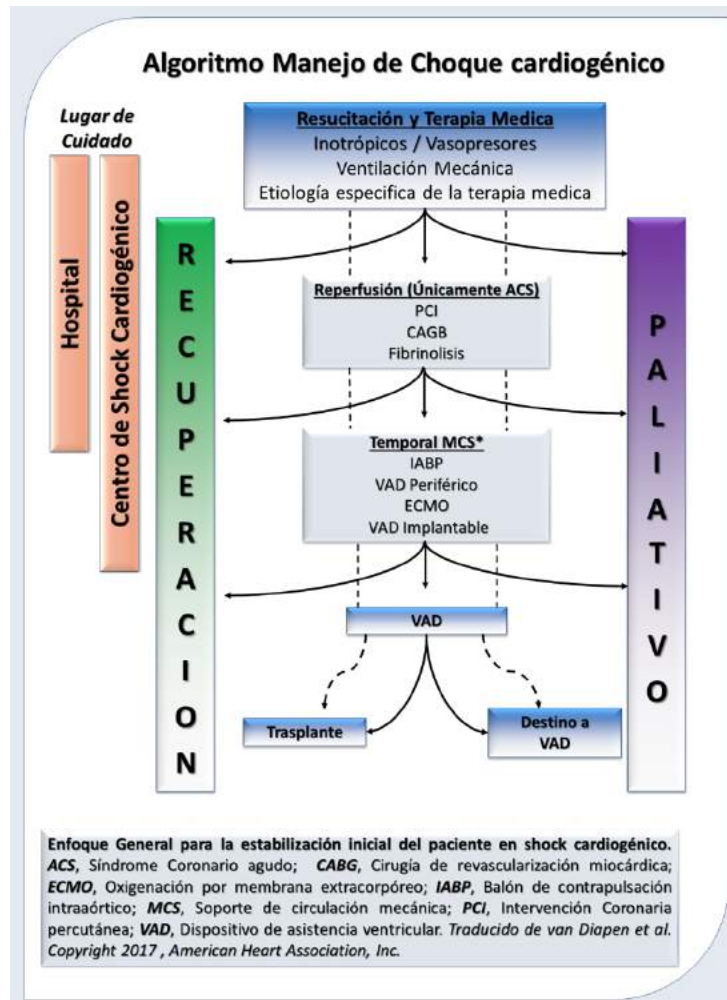 Algoritmo Manejo de Choque cardiogénico
Lugar de
Cuidado
Hospital
Centro de Shock Cardiogénico
RECUPERACION
Resucitación y Terapia Medica
Inotrópicos / Vasopresores
Ventilación Mecánica
Etiología especifica de la terapia medica
Reperfusión (Únicamente ACS)
PCI
CAGB
Fibrinolisis
Temporal MCS*
IABP
VAD Periférico
ECMO
VAD Implantable
VAD
Trasplante
Destino a
VAD
PALIATIVO
Enfoque General para la estabilización inicial del paciente en shock cardiogénico.
ACS, Síndrome Coronario agudo; CABG, Cirugía de revascularización miocárdica;
ECMO, Oxigenación por membrana extracorpóreo; IABP, Balón de contrapulsación
intraaórtico; MCS, Soporte de circulación mecánica; PCI, Intervención Coronaria
percutánea; VAD, Dispositivo de asistencia ventricular. Traducido de van Diapen et al.
Copyright 2017 , American Heart Association, Inc.